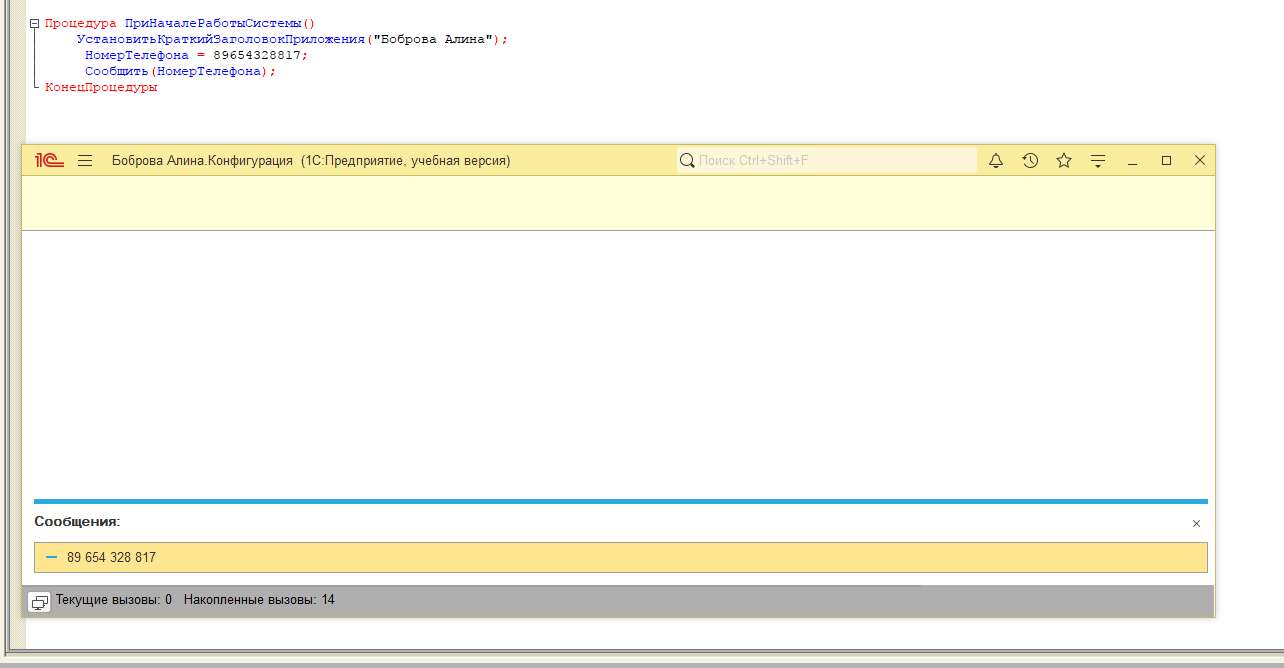 Процедура ПриНачалеРаботыСистемы()
УстановитьКраткийЗаголовокПриложения("Боброва Алина");
НомерТелефона = 89654328817;
Сообщить(НомерТелефона);
КонецПроцедуры
1С Боброва Алина.Конфигурация (1С:Предприятие, учебная версия) Поиск Ctrl+Shift+F
Сообщения:
89 654 328 817
Текущие вызовы: 0 Накопленные вызовы: 14